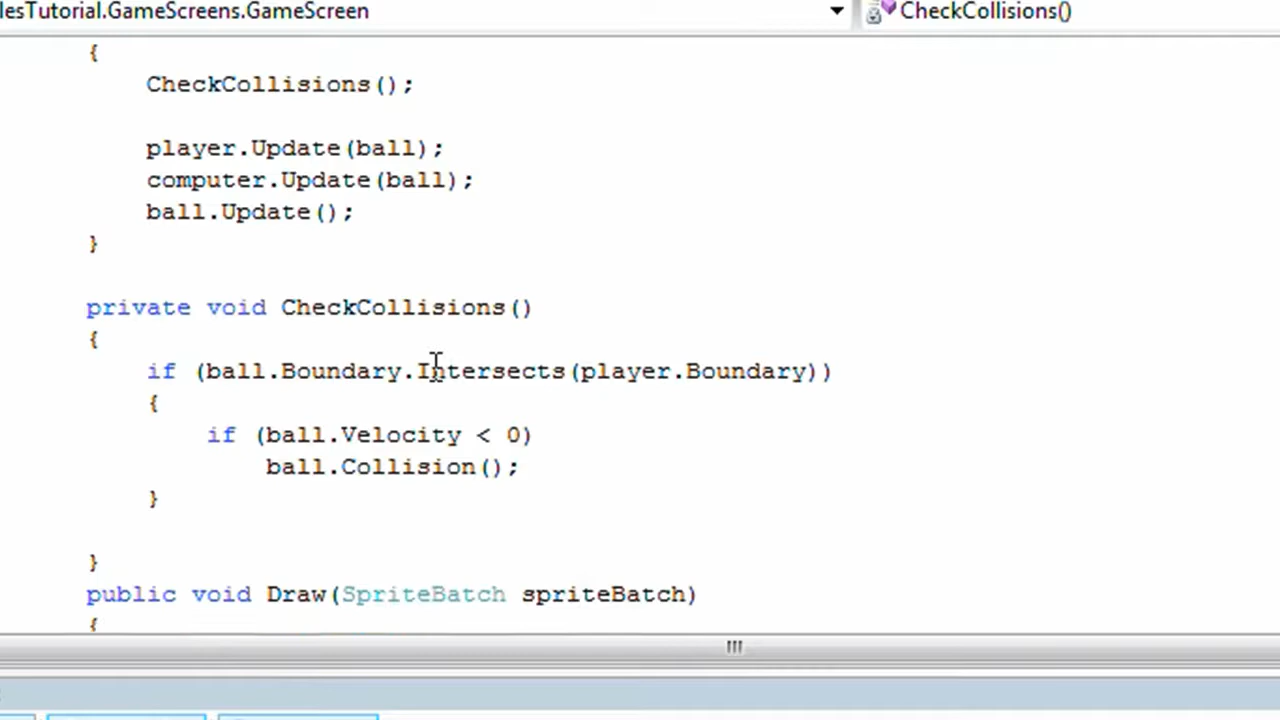 lesTutorial.GameScreens.GameScreen CheckCollisions()
{
CheckCollisions();
player.Update(ball);
computer.Update(ball);
ball.Update();
}
private void CheckCollisions()
{
if (ball.Boundary.Intersects(player.Boundary))
{
if (ball.Velocity < 0)
ball.Collision();
}
}
public void Draw(SpriteBatch spriteBatch)
{